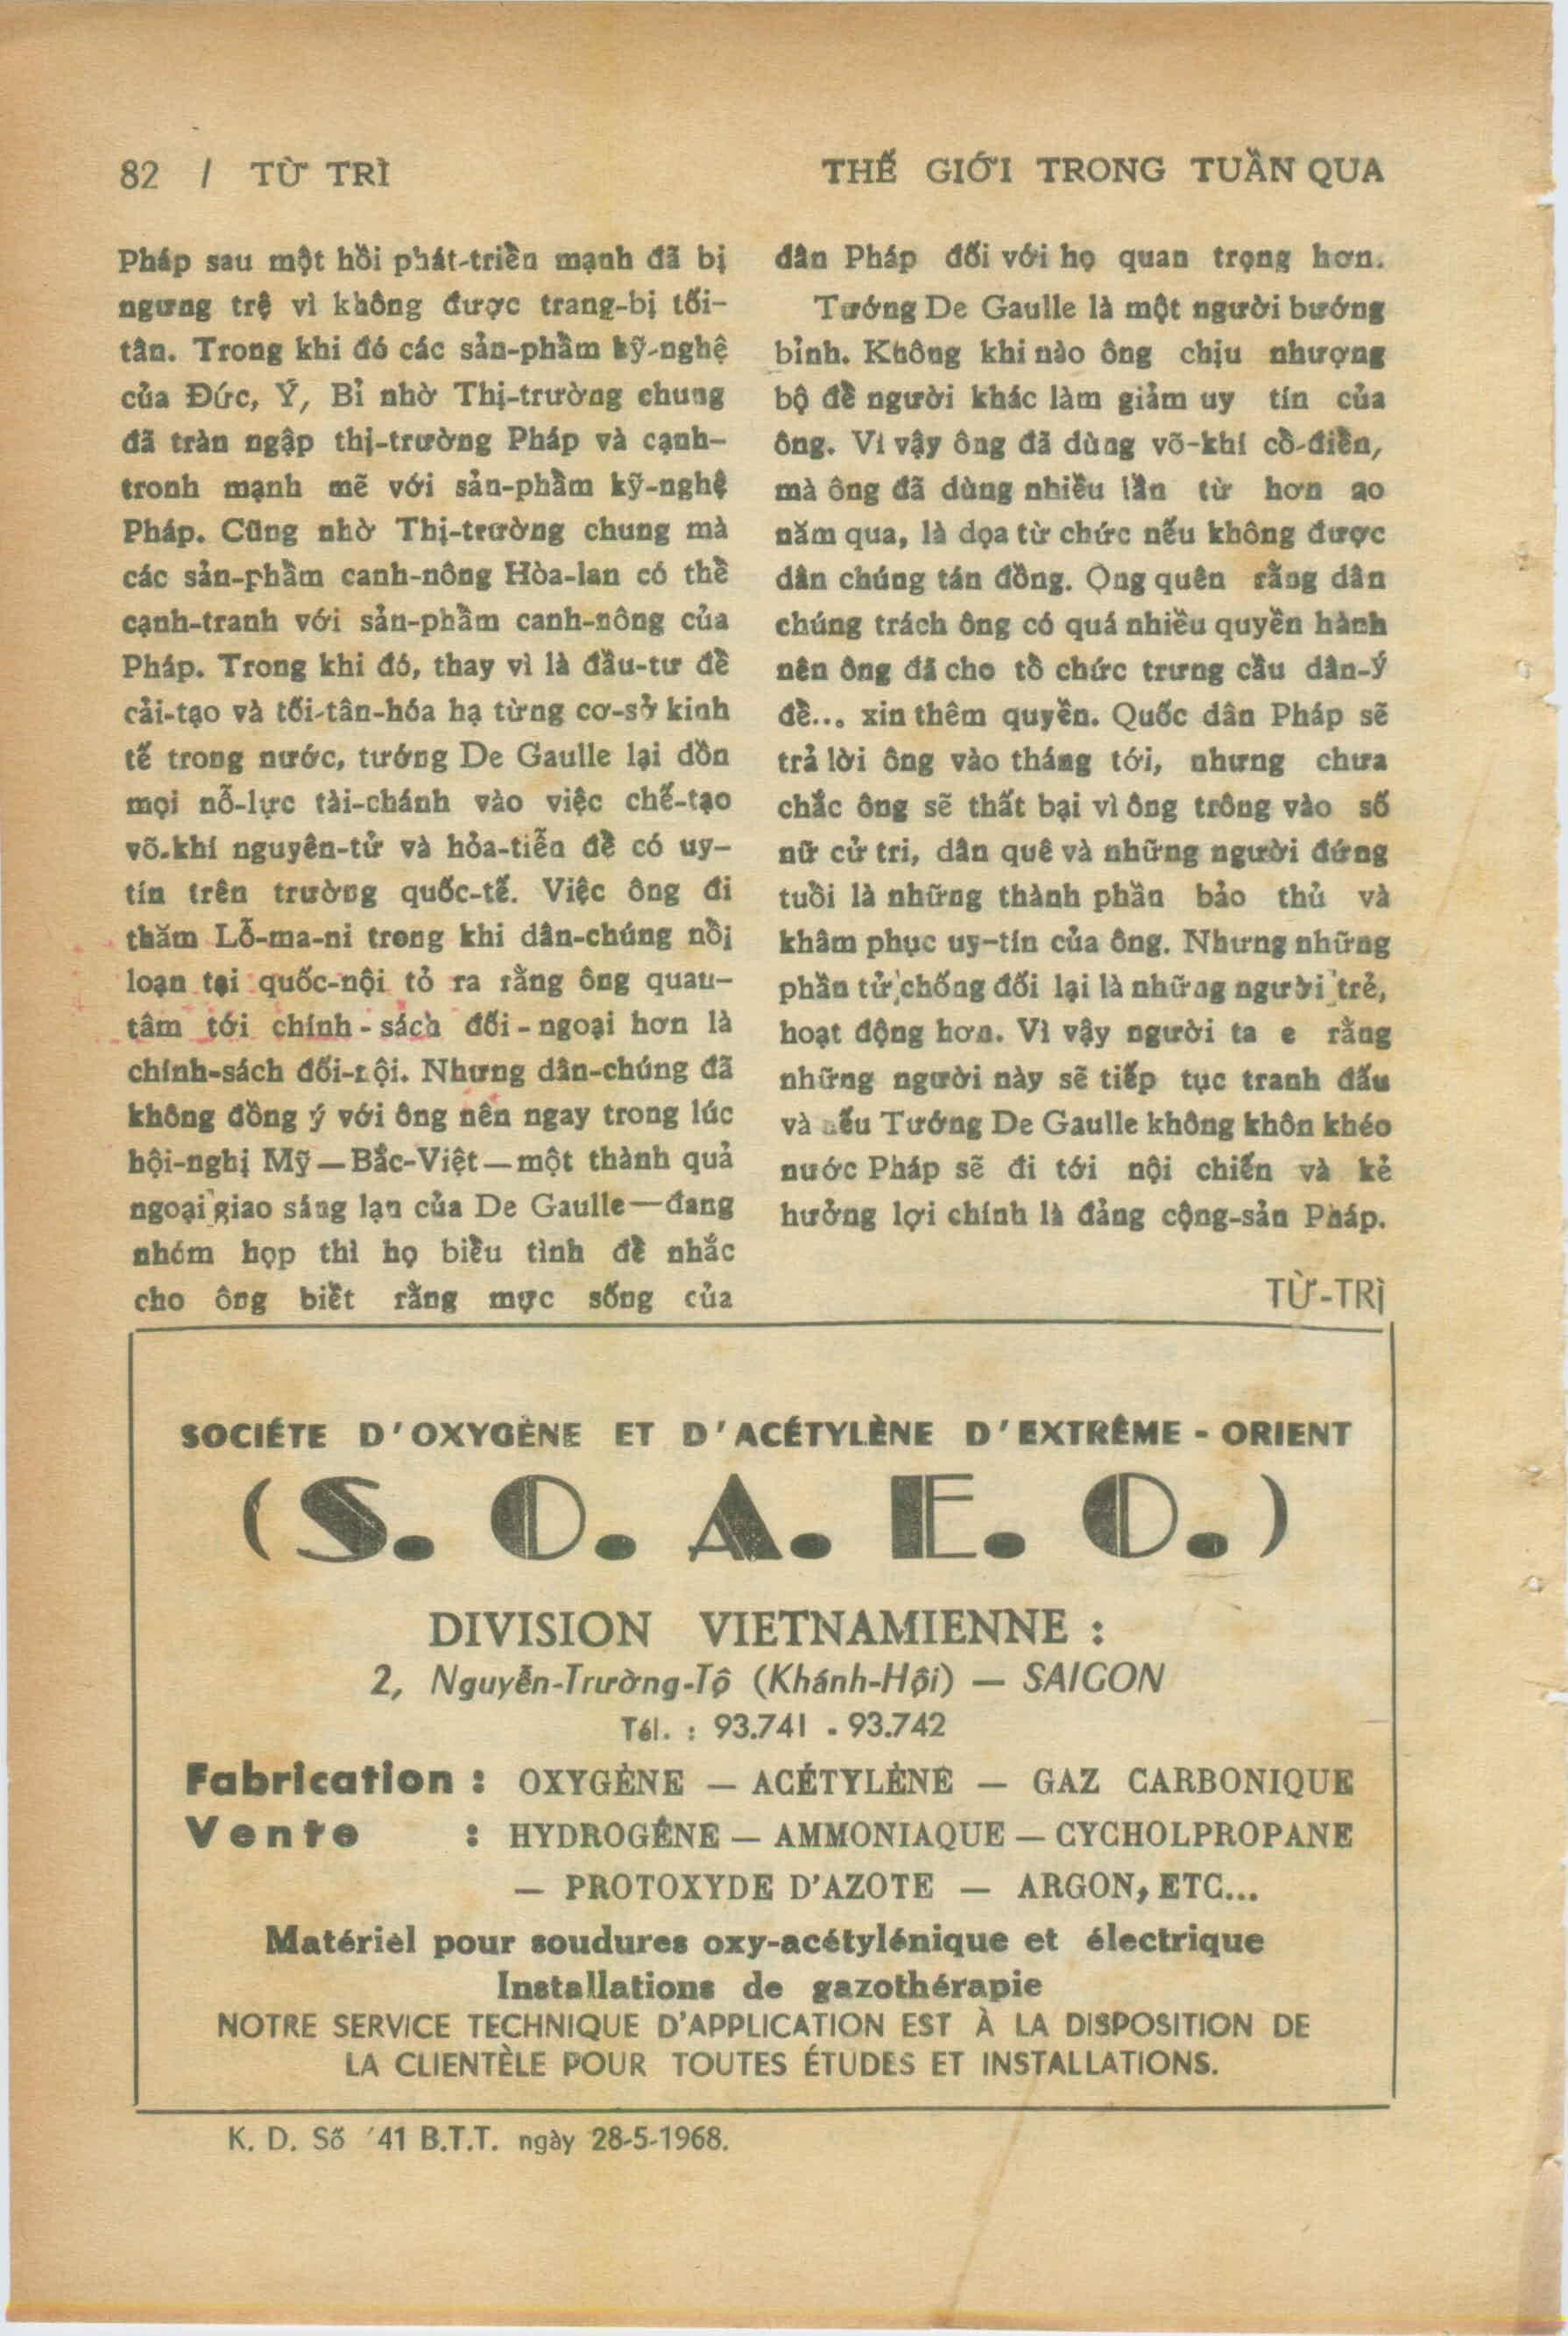 82 / TỪ TRÌ
THẾ GIỚI TRONG TUẦN QUA
Pháp sau một hồi phát-triển mạnh đã bị
ngưng trệ vì không được trang-bị tối-
tân. Trong khi đó các sản-phẩm kỹ-nghệ
của Đức, Ý, Bỉ nhờ Thị-trường chung
đã tràn ngập thị-trường Pháp và cạnh-
tronh mạnh mẽ với sản-phẩm kỹ-nghệ
Pháp. Cũng nhờ Thị-trường chung mà
các sản-phẩm canh-nông Hòa-lan có thể
cạnh-tranh với sản-phẩm canh-nông của
Pháp. Trong khi đó, thay vì là đầu-tư để
cải-tạo và tối-tân-hóa hạ từng cơ-sở kinh
tế trong nước, tướng De Gaulle lại dồn
mọi nỗ-lực tài-chánh vào việc chế-tạo
võ-khí nguyên-tử và hỏa-tiễn để có uy-
tín trên trường quốc-tế. Việc ông đi
thăm Lỗ-ma-ni trong khi dân-chúng nổi
loạn tại quốc-nội tỏ ra rằng ông quan-
tâm tới chính - sách đối - ngoại hơn là
chính-sách đối-nội. Nhưng dân-chúng đã
không đồng ý với ông nên ngay trong lúc
hội-nghị Mỹ — Bắc-Việt — một thành quả
ngoại giao sáng lạn của De Gaulle — đang
nhóm họp thì họ biểu tình để nhắc
cho ông biết rằng mực sống của
dân Pháp đối với họ quan trọng hơn.
Tướng De Gaulle là một người bướng
bỉnh. Không khi nào ông chịu nhượng
bộ để người khác làm giảm uy tín của
ông. Vì vậy ông đã dùng võ-khí cổ-điển,
mà ông đã dùng nhiều lần từ hơn 20
năm qua, là dọa từ chức nếu không được
dân chúng tán đồng. Ông quên rằng dân
chúng trách ông có quá nhiều quyền hành
nên ông đã cho tổ chức trưng cầu dân-ý
để... xin thêm quyền. Quốc dân Pháp sẽ
trả lời ông vào tháng tới, nhưng chưa
chắc ông sẽ thất bại vì ông trông vào số
nữ cử tri, dân quê và những người đứng
tuổi là những thành phần bảo thủ và
khâm phục uy-tín của ông. Nhưng những
phần tử chống đối lại là những người trẻ,
hoạt động hơn. Vì vậy người ta e rằng
những người này sẽ tiếp tục tranh đấu
và nếu Tướng De Gaulle không khôn khéo
nước Pháp sẽ đi tới nội chiến và kẻ
hưởng lợi chính là đảng cộng-sản Pháp.
TỪ-TRÌ
SOCIÉTE D'OXYGÈNE ET D'ACÉTYLÈNE D'EXTRÊME - ORIENT
(S. O. A. E. O.)
DIVISION VIETNAMIENNE :
2, Nguyễn-Trường-Tộ (Khánh-Hội) — SAIGON
Tél. : 93.741 - 93.742
Fabrication : OXYGÈNE — ACÉTYLÈNE — GAZ CARBONIQUE
Vente : HYDROGÈNE — AMMONIAQUE — CYCHOLPROPANE
— PROTOXYDE D'AZOTE — ARGON, ETC...
Matériel pour soudures oxy-acétylénique et électrique
Installations de gazothérapie
NOTRE SERVICE TECHNIQUE D'APPLICATION EST À LA DISPOSITION DE
LA CLIENTÈLE POUR TOUTES ÉTUDES ET INSTALLATIONS.
K. D. Số 41 B.T.T. ngày 28-5-1968.